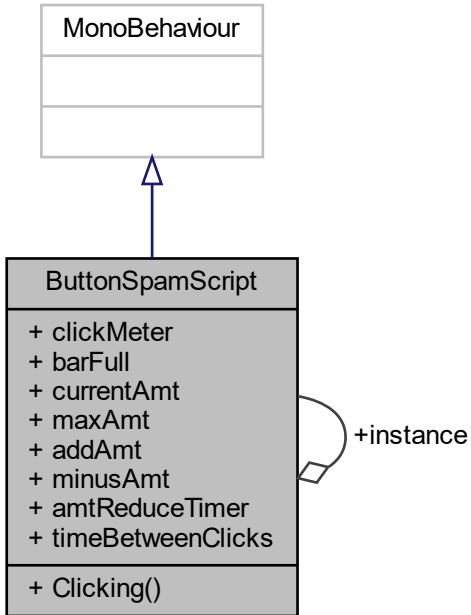 MonoBehaviour
ButtonSpamScript
+ clickMeter
+ barFull
+ currentAmt
+ maxAmt
+ addAmt
+ minusAmt
+ amtReduceTimer
+ timeBetweenClicks
+instance
+ Clicking()